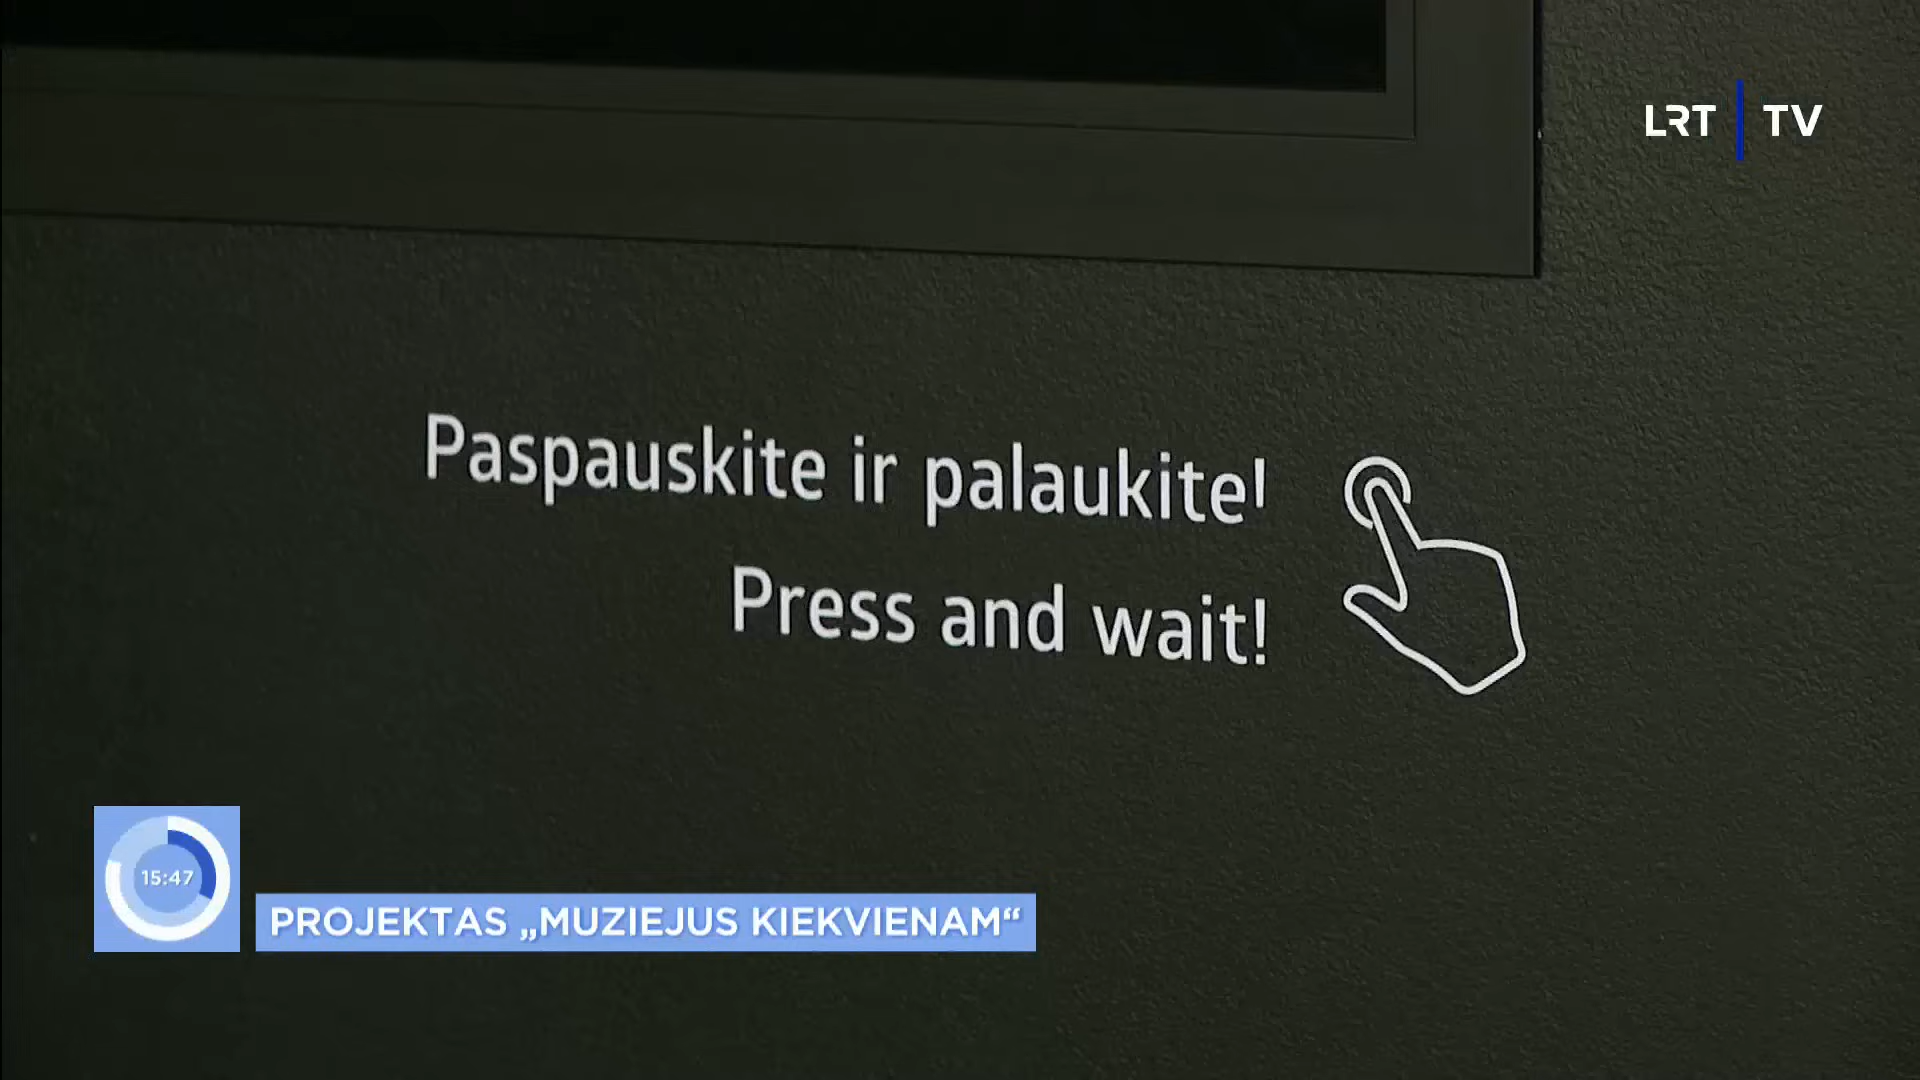 LRT | TV
Paspauskite ir palaukite!
Press and wait!
15:47
PROJEKTAS „MUZIEJUS KIEKVIENAM“